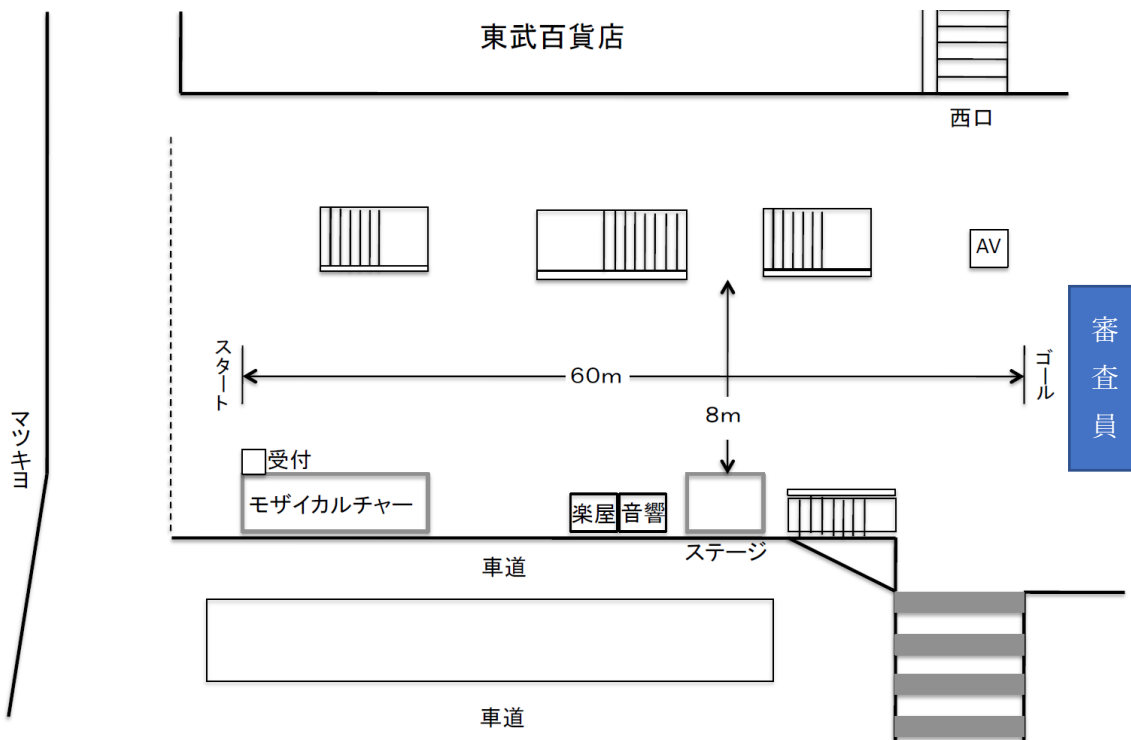 東武百貨店
西口
AV
審査員
スタート
60m
ゴール
8m
マツキヨ
受付
モザイカルチャー
楽屋
音響
ステージ
車道
車道